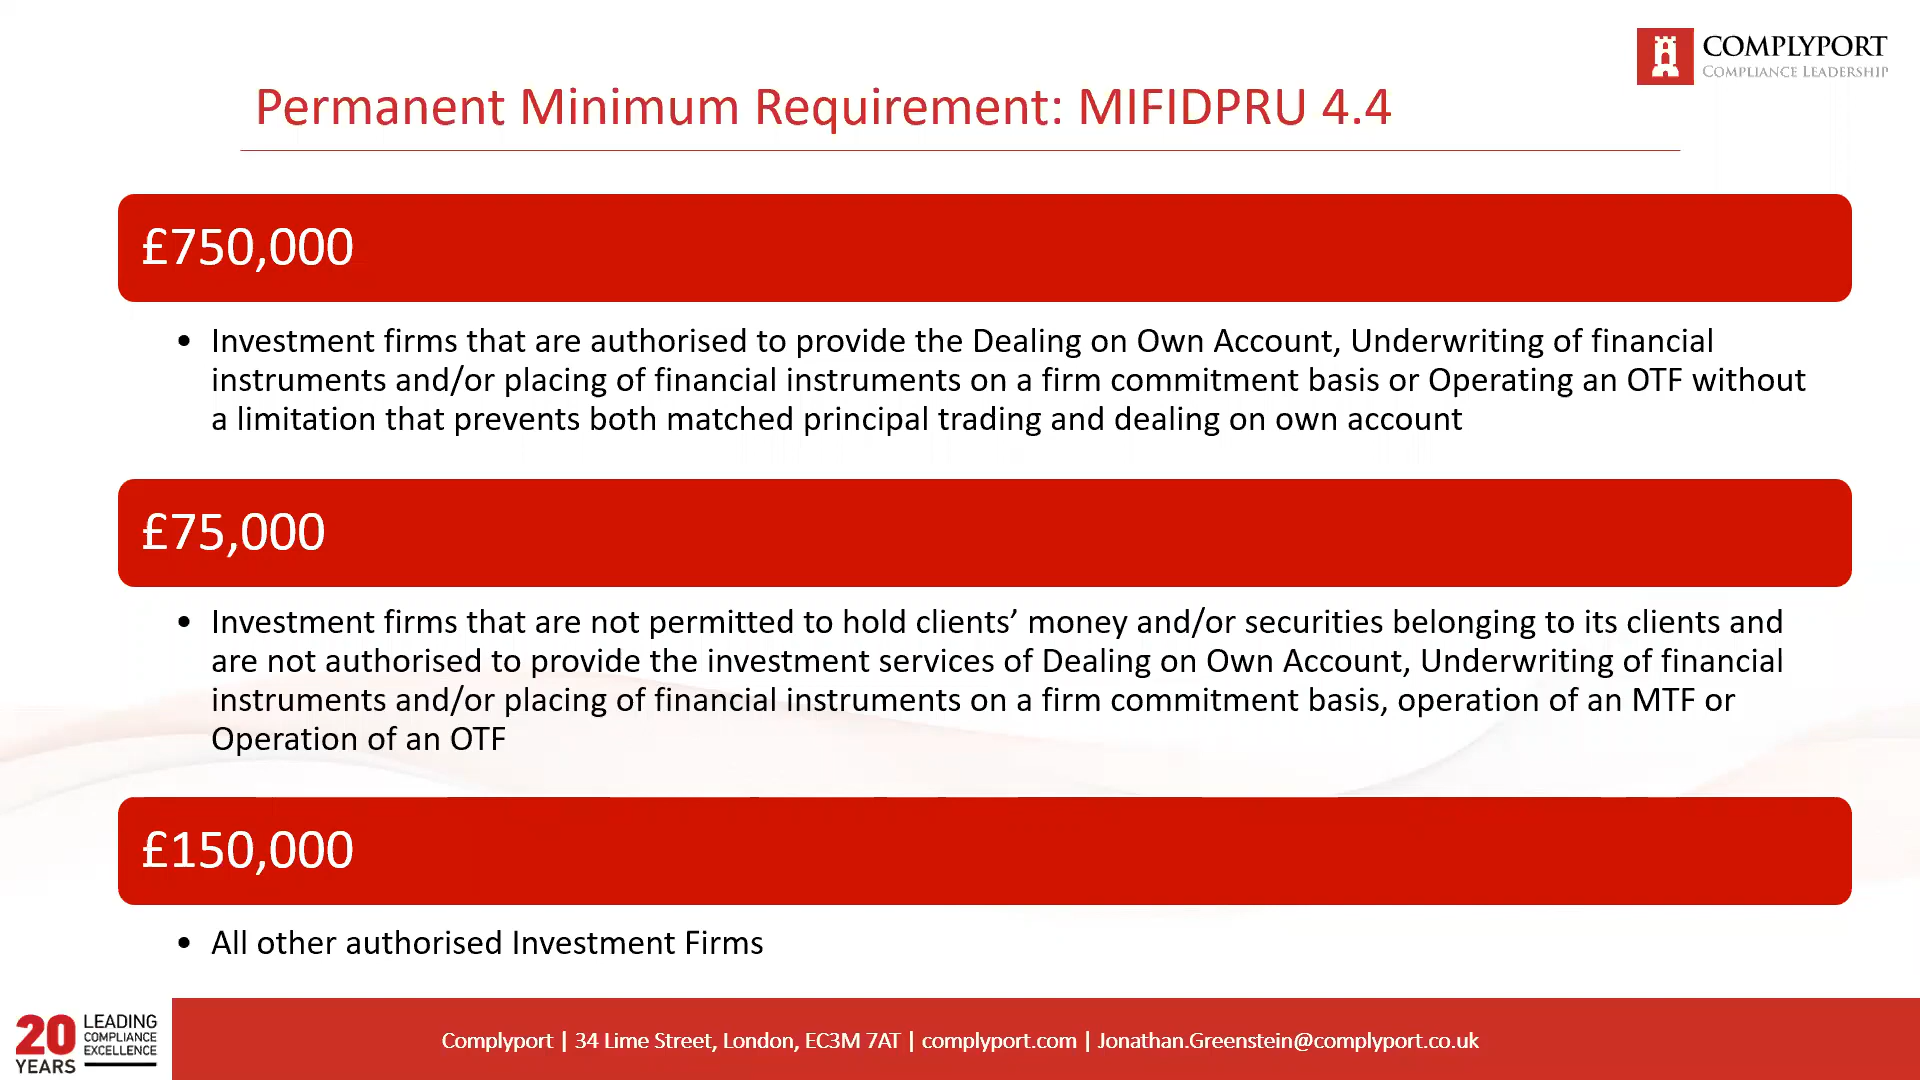 COMPLYPORT
COMPLIANCE LEADERSHIP
Permanent Minimum Requirement: MIFIDPRU 4.4
£750,000
• Investment firms that are authorised to provide the Dealing on Own Account, Underwriting of financial
instruments and/or placing of financial instruments on a firm commitment basis or Operating an OTF without
a limitation that prevents both matched principal trading and dealing on own account
£75,000
• Investment firms that are not permitted to hold clients’ money and/or securities belonging to its clients and
are not authorised to provide the investment services of Dealing on Own Account, Underwriting of financial
instruments and/or placing of financial instruments on a firm commitment basis, operation of an MTF or
Operation of an OTF
£150,000
• All other authorised Investment Firms
20 YEARS
LEADING
COMPLIANCE
EXCELLENCE
Complyport | 34 Lime Street, London, EC3M 7AT | complyport.com | Jonathan.Greenstein@complyport.co.uk